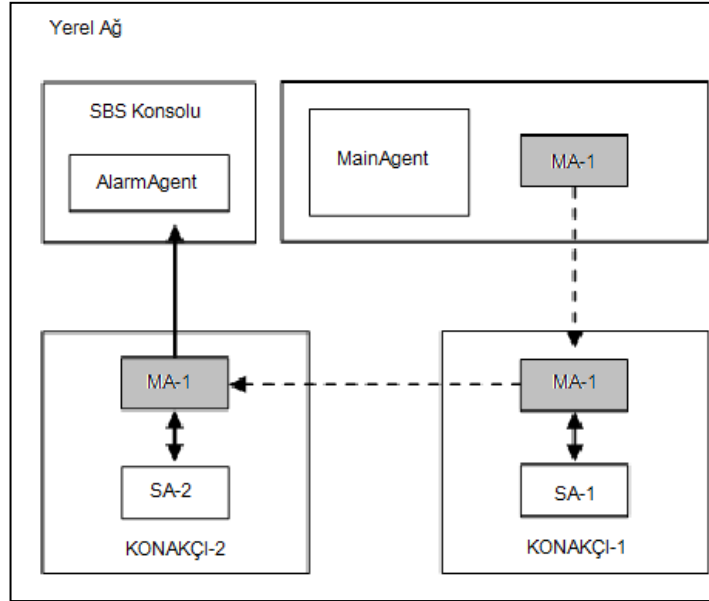 Yerel Ağ
SBS Konsolu
AlarmAgent
MainAgent
MA-1
MA-1
SA-2
KONAKÇI-2
MA-1
SA-1
KONAKÇI-1